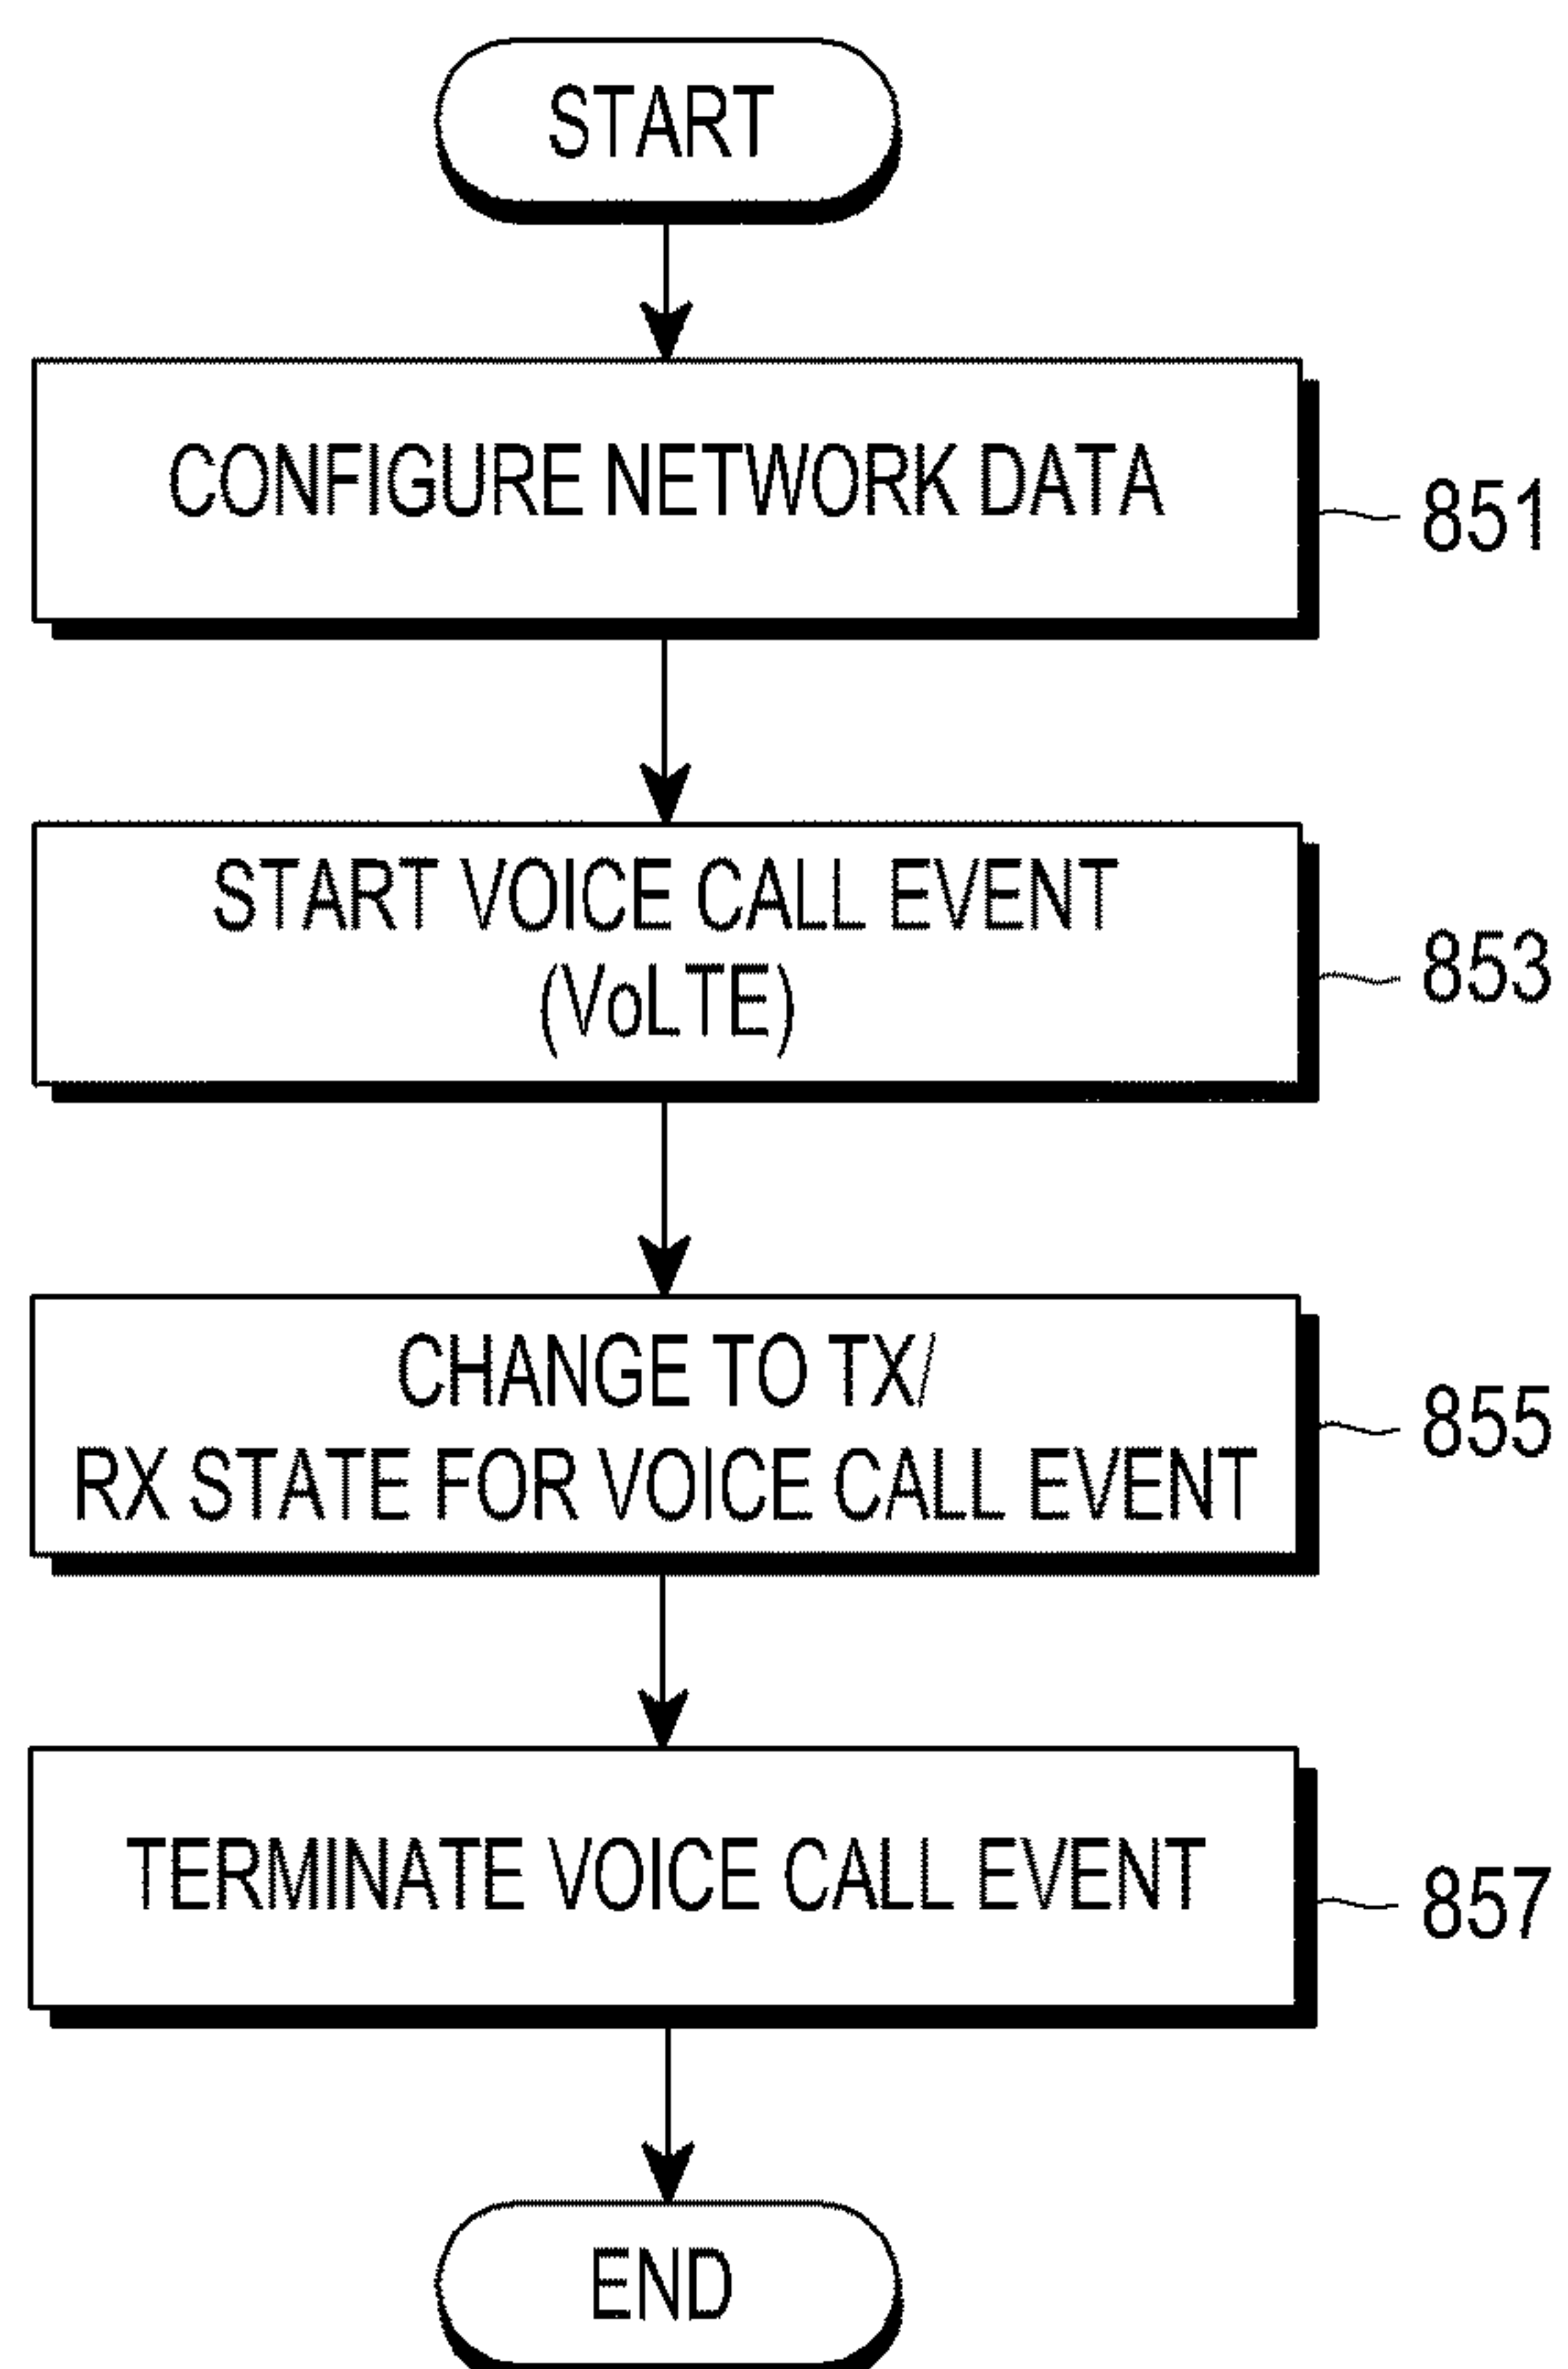 START
CONFIGURE NETWORK DATA
851
START VOICE CALL EVENT
(VoLTE)
853
CHANGE TO TX/
RX STATE FOR VOICE CALL EVENT
855
TERMINATE VOICE CALL EVENT
857
END